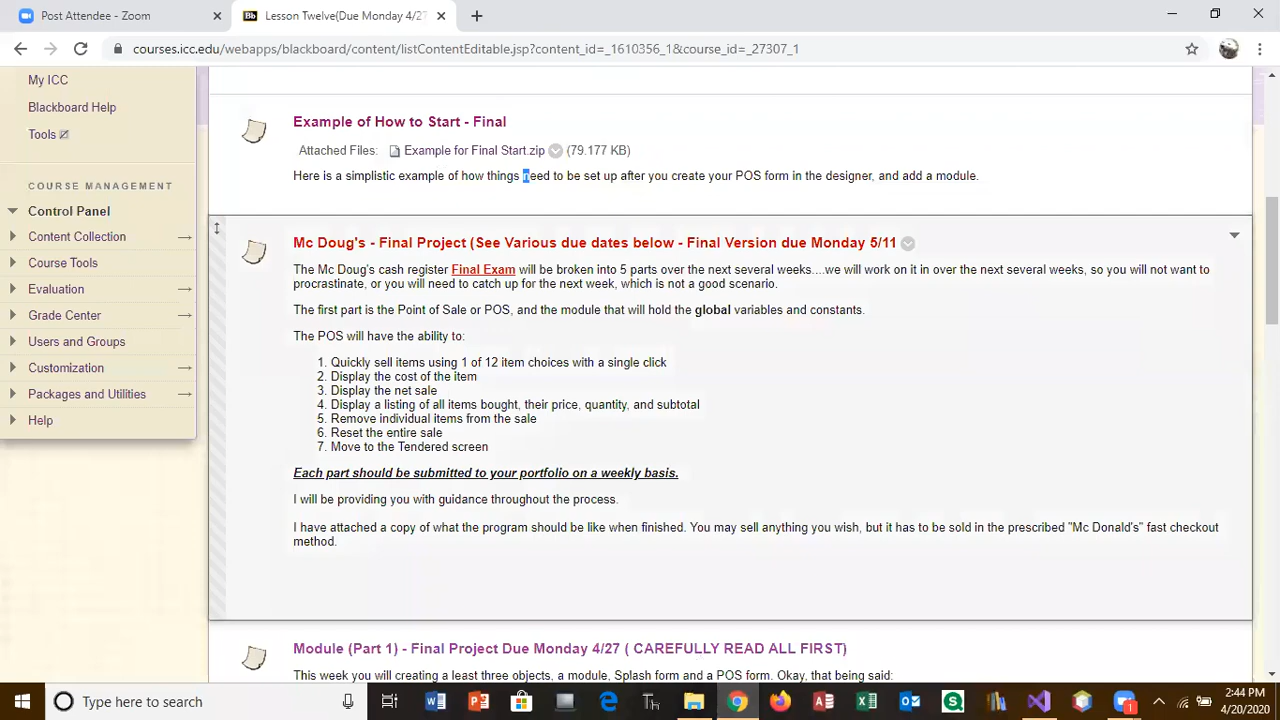 Post Attendee - Zoom
Bb
Lesson Twelve(Due Monday 4/27
courses.icc.edu/webapps/blackboard/content/listContentEditable.jsp?content_id=_1610356_1&course_id=_27307_1
My ICC
Blackboard Help
Tools
COURSE MANAGEMENT
Control Panel
Content Collection
Course Tools
Evaluation
Grade Center
Users and Groups
Customization
Packages and Utilities
Help
Example of How to Start - Final
Attached Files: Example for Final Start.zip (79.177 KB)
Here is a simplistic example of how things need to be set up after you create your POS form in the designer, and add a module.
Mc Doug's - Final Project (See Various due dates below - Final Version due Monday 5/11
The Mc Doug's cash register Final Exam will be broken into 5 parts over the next several weeks....we will work on it in over the next several weeks, so you will not want to
procrastinate, or you will need to catch up for the next week, which is not a good scenario.
The first part is the Point of Sale or POS, and the module that will hold the global variables and constants.
The POS will have the ability to:
1. Quickly sell items using 1 of 12 item choices with a single click
2. Display the cost of the item
3. Display the net sale
4. Display a listing of all items bought, their price, quantity, and subtotal
5. Remove individual items from the sale
6. Reset the entire sale
7. Move to the Tendered screen
Each part should be submitted to your portfolio on a weekly basis.
I will be providing you with guidance throughout the process.
I have attached a copy of what the program should be like when finished. You may sell anything you wish, but it has to be sold in the prescribed "Mc Donald's" fast checkout
method.
Module (Part 1) - Final Project Due Monday 4/27 ( CAREFULLY READ ALL FIRST)
This week you will creating a least three objects, a module, Splash form and a POS form. Okay, that being said:
Type here to search
1
2:44 PM
4/20/2020